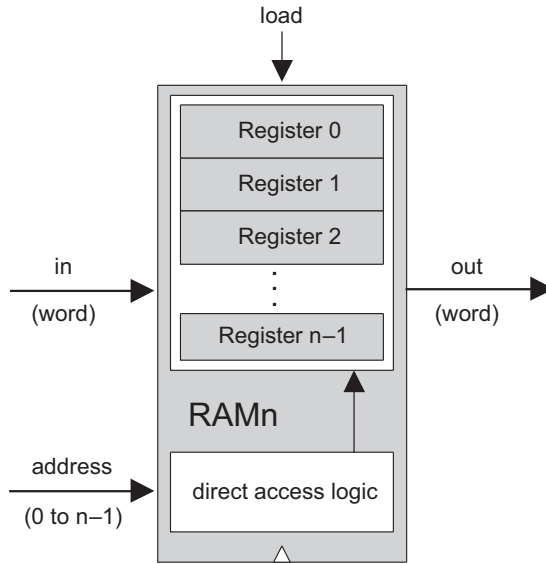 load
Register 0
Register 1
Register 2
in
(word)
out
(word)
Register n–1
RAMn
address
(0 to n–1)
direct access logic